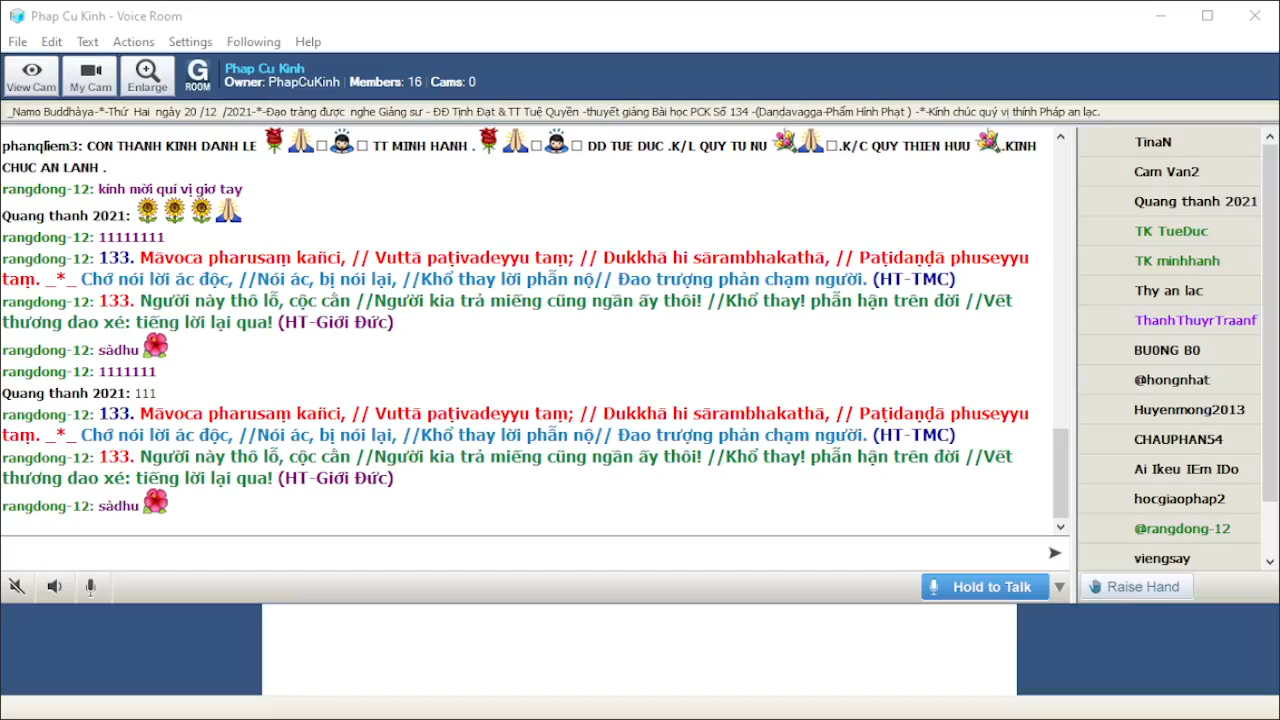 Phap Cu Kinh - Voice Room
File Edit Text Actions Settings Following Help
View Cam My Cam Enlarge G ROOM
Phap Cu Kinh
Owner: PhapCuKinh | Members: 16 | Cams: 0
_Namo Buddhàya-*-Thứ Hai ngày 20 /12 /2021-*-Đạo tràng được nghe Giảng sư - ĐĐ Tịnh Đạt & TT Tuệ Quyền -thuyết giảng Bài học PCK Số 134 -(Daṇḍavagga-Phẩm Hình Phạt ) -*-Kính chúc quý vị thính Pháp an lạc.
phanqliem3: CON THANH KINH DANH LE 🌹🙏□🙇□ TT MINH HANH . 🌹🙏□🙇□ DD TUE DUC .K/L QUY TU NU 💐🙏□.K/C QUY THIEN HUU 💐.KINH
CHUC AN LANH .
rangdong-12: kính mời quí vị giơ tay
Quang thanh 2021: 🌻🌻🌻🙏
rangdong-12: 11111111
rangdong-12: 133. Māvoca pharusaṃ kañci, // Vuttā paṭivadeyyu taṃ; // Dukkhā hi sārambhakathā, // Paṭidaṇḍā phuseyyu
taṃ. _*_ Chớ nói lời ác độc, //Nói ác, bị nói lại, //Khổ thay lời phẫn nộ// Đao trượng phản chạm người. (HT-TMC)
rangdong-12: 133. Người này thô lỗ, cộc cằn //Người kia trả miếng cũng ngần ấy thôi! //Khổ thay! phẫn hận trên đời //Vết
thương dao xé: tiếng lời lại qua! (HT-Giới Đức)
rangdong-12: sàdhu 🌺
rangdong-12: 1111111
Quang thanh 2021: 111
rangdong-12: 133. Māvoca pharusaṃ kañci, // Vuttā paṭivadeyyu taṃ; // Dukkhā hi sārambhakathā, // Paṭidaṇḍā phuseyyu
taṃ. _*_ Chớ nói lời ác độc, //Nói ác, bị nói lại, //Khổ thay lời phẫn nộ// Đao trượng phản chạm người. (HT-TMC)
rangdong-12: 133. Người này thô lỗ, cộc cằn //Người kia trả miếng cũng ngần ấy thôi! //Khổ thay! phẫn hận trên đời //Vết
thương dao xé: tiếng lời lại qua! (HT-Giới Đức)
rangdong-12: sàdhu 🌺
TinaN
Cam Van2
Quang thanh 2021
TK TueDuc
TK minhhanh
Thy an lac
ThanhThuyrTraanf
BU0NG B0
@hongnhat
Huyenmong2013
CHAUPHAN54
Ai lkeu IEm IDo
hocgiaophap2
@rangdong-12
viengsay
Hold to Talk
Raise Hand